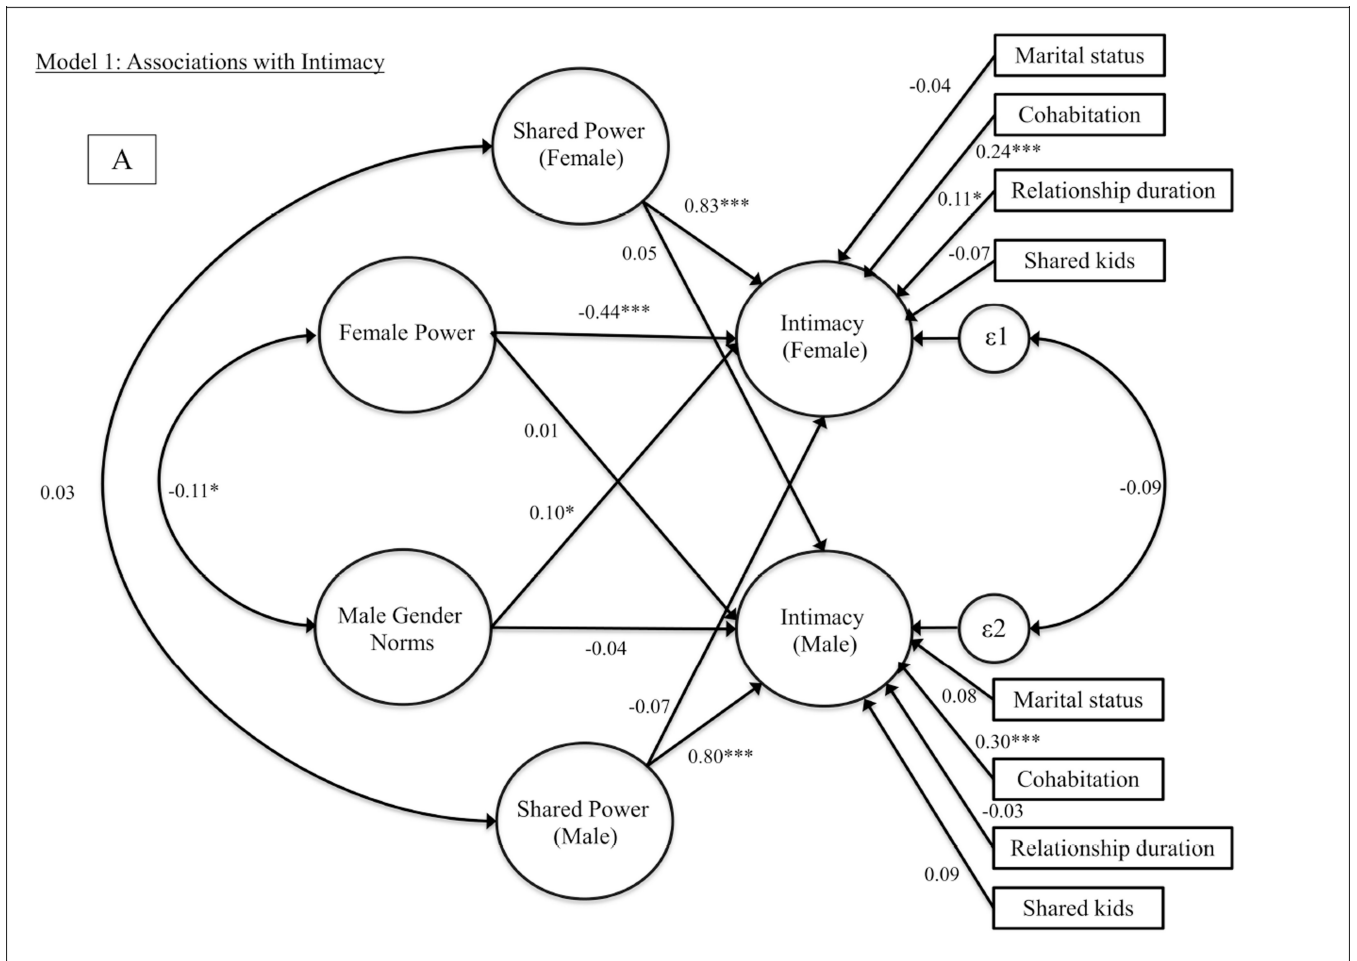 Model 1: Associations with Intimacy
A
Shared Power
(Female)
Female Power
Male Gender
Norms
Shared Power
(Male)
0.03
-0.11*
0.83***
0.05
-0.44***
0.01
0.10*
-0.04
-0.07
0.80***
Intimacy
(Female)
Intimacy
(Male)
Marital status
-0.04
Cohabitation
0.24***
Relationship duration
0.11*
Shared kids
-0.07
ε1
-0.09
ε2
Marital status
0.08
Cohabitation
0.30***
Relationship duration
-0.03
Shared kids
0.09